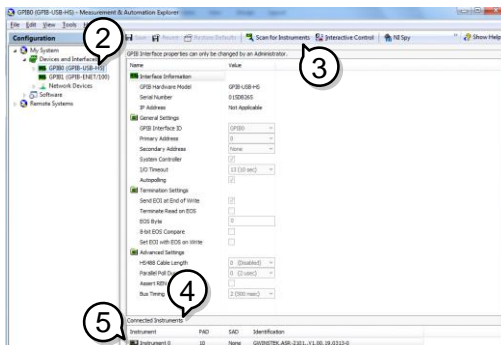 GPIB0 (GPIB-USB-HS) - Measurement & Automation Explorer
File Edit View Tools
Configuration
2
Save Revert Restore Defaults Scan for Instruments Interactive Control NI Spy Show Help
3
My System
Devices and Interfaces
GPIB0 (GPIB-USB-HS)
GPIB1 (GPIB-ENET/100)
Network Devices
Software
Remote Systems
GPIB Interface properties can only be changed by an Administrator.
Name Value
Interface Information
GPIB Hardware Model GPIB-USB-HS
Serial Number 015D8265
IP Address Not Applicable
General Settings
GPIB Interface ID GPIB0
Primary Address 0
Secondary Address None
System Controller
I/O Timeout 13 (10 sec)
Autopolling
Termination Settings
Send EOI at End of Write
Terminate Read on EOS
EOS Byte 0
8-bit EOS Compare
Set EOI with EOS on Write
Advanced Settings
HS488 Cable Length 0 (Disabled)
Parallel Poll 0 (2 usec)
Assert REN
Bus Timing 2 (500 nsec)
4
5
Connected Instruments
Instrument PAD SAD Identification
Instrument 0 10 None